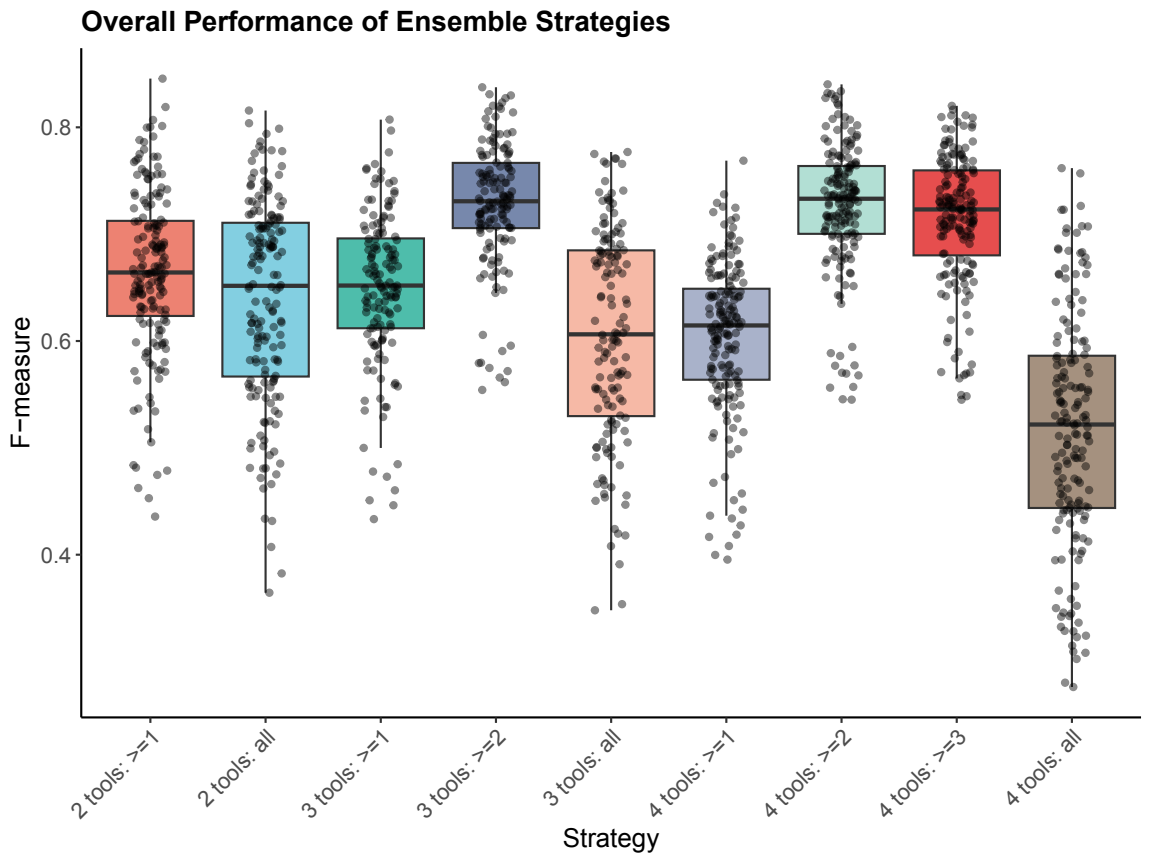 Overall Performance of Ensemble Strategies
F−measure
0.8
0.6
0.4
2 tools: >=1
2 tools: all
3 tools: >=1
3 tools: >=2
3 tools: all
4 tools: >=1
4 tools: >=2
4 tools: >=3
4 tools: all
Strategy